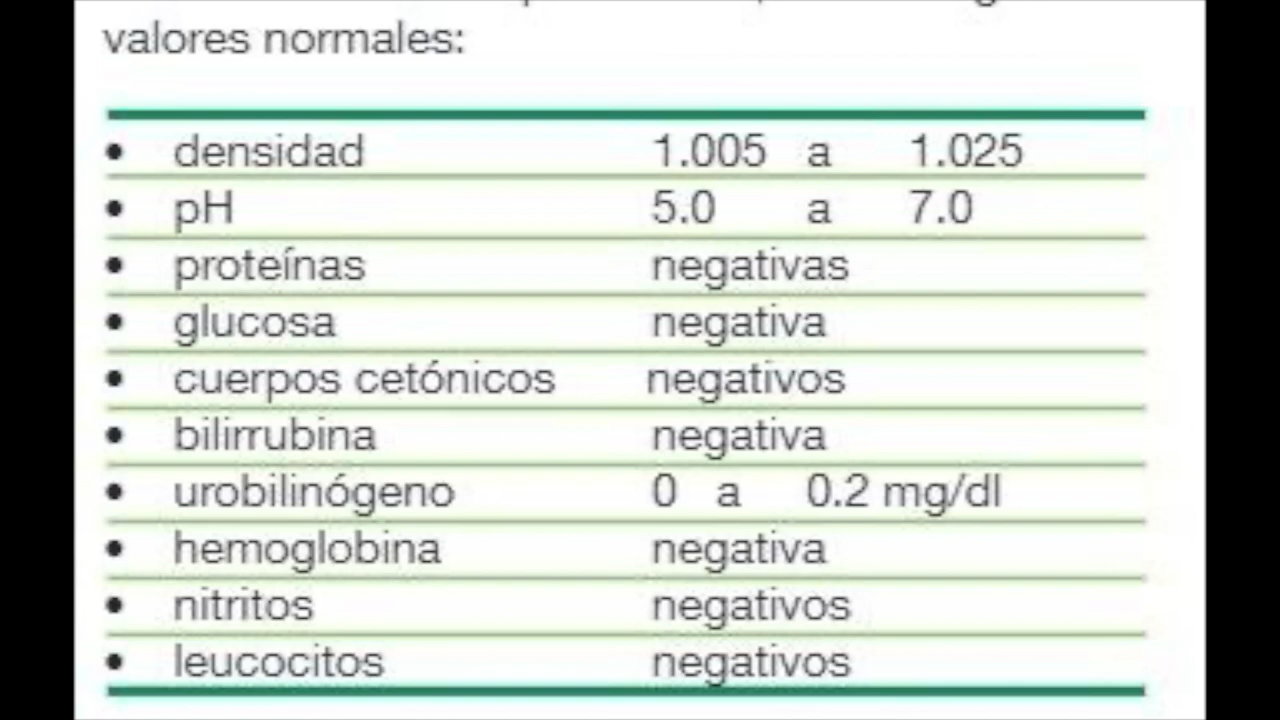 valores normales:
• densidad 1.005 a 1.025
• pH 5.0 a 7.0
• proteínas negativas
• glucosa negativa
• cuerpos cetónicos negativos
• bilirrubina negativa
• urobilinógeno 0 a 0.2 mg/dl
• hemoglobina negativa
• nitritos negativos
• leucocitos negativos